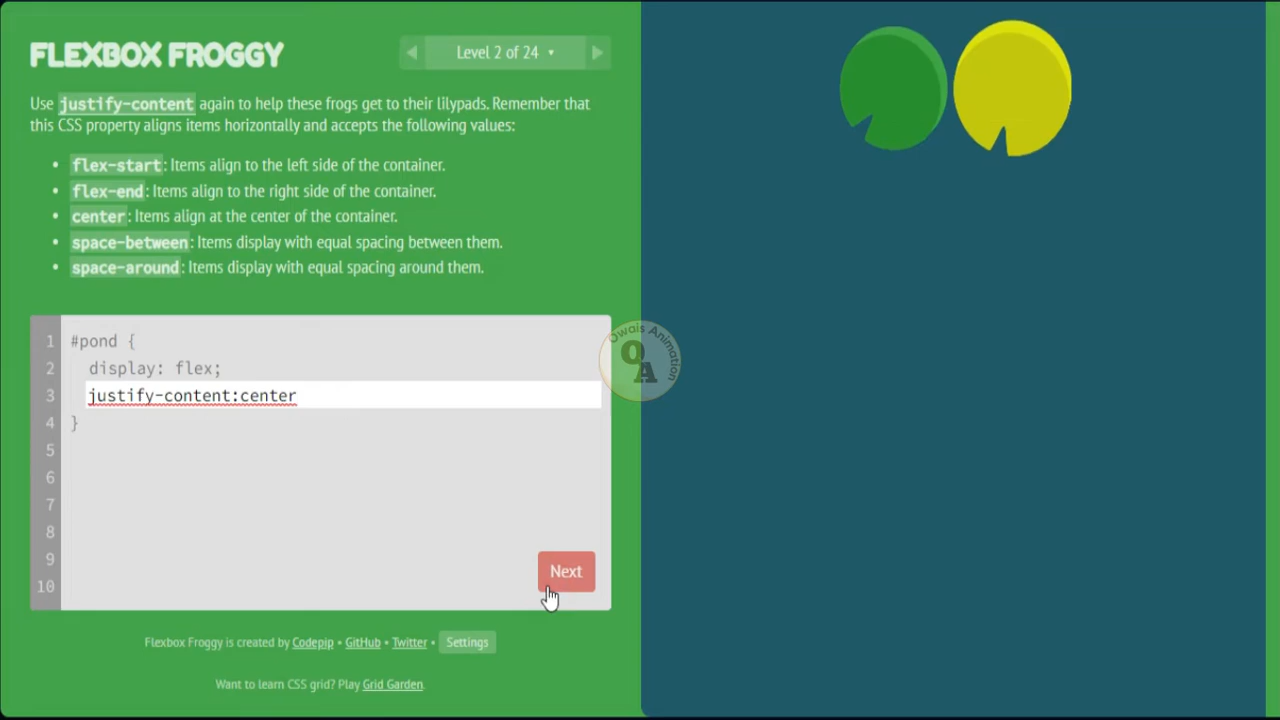 FLEXBOX FROGGY
Level 2 of 24
Use justify-content again to help these frogs get to their lilypads. Remember that
this CSS property aligns items horizontally and accepts the following values:
• flex-start: Items align to the left side of the container.
• flex-end: Items align to the right side of the container.
• center: Items align at the center of the container.
• space-between: Items display with equal spacing between them.
• space-around: Items display with equal spacing around them.
1 #pond {
2 display: flex;
3 justify-content:center
4 }
5
6
7
8
9
10
Next
Owais Animation
OA
Flexbox Froggy is created by Codepip • GitHub • Twitter • Settings
Want to learn CSS grid? Play Grid Garden.